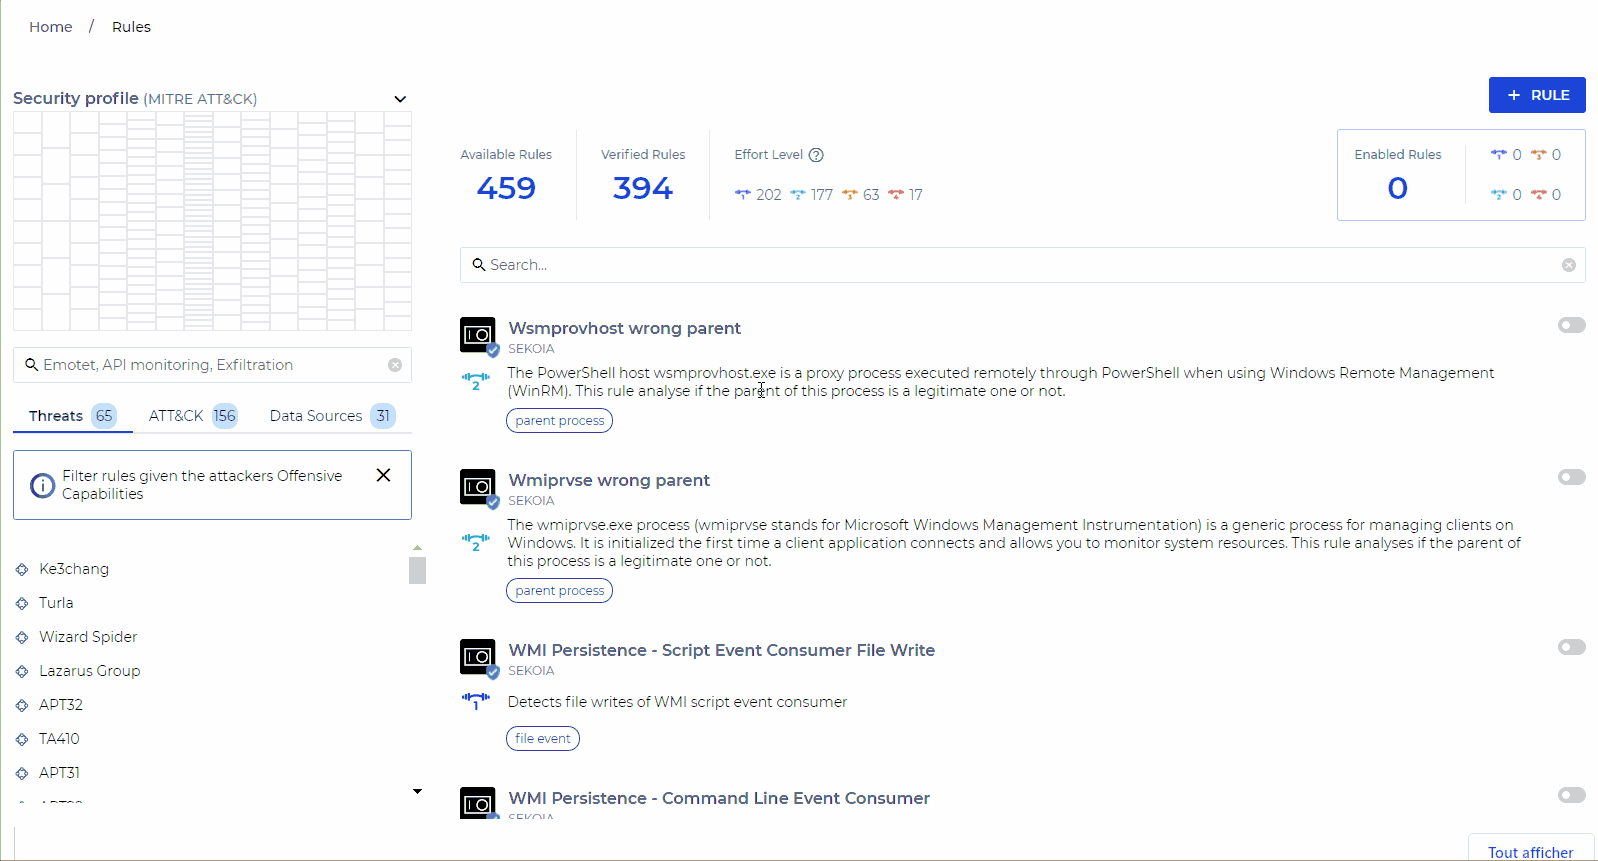 Home / Rules
Security profile (MITRE ATT&CK)
+ RULE
Available Rules
459
Verified Rules
394
Effort Level ?
1 202 2 177 3 63 4 17
Enabled Rules
0
1 0 3 0
2 0 4 0
Search...
Emotet, API monitoring, Exfiltration
Threats 65 ATT&CK 156 Data Sources 31
Filter rules given the attackers Offensive
Capabilities
Ke3chang
Turla
Wizard Spider
Lazarus Group
APT32
TA410
APT31
Wsmprovhost wrong parent
SEKOIA
2
The PowerShell host wsmprovhost.exe is a proxy process executed remotely through PowerShell when using Windows Remote Management
(WinRM). This rule analyse if the parent of this process is a legitimate one or not.
parent process
Wmiprvse wrong parent
SEKOIA
2
The wmiprvse.exe process (wmiprvse stands for Microsoft Windows Management Instrumentation) is a generic process for managing clients on
Windows. It is initialized the first time a client application connects and allows you to monitor system resources. This rule analyses if the parent of
this process is a legitimate one or not.
parent process
WMI Persistence - Script Event Consumer File Write
SEKOIA
1
Detects file writes of WMI script event consumer
file event
WMI Persistence - Command Line Event Consumer
SEKOIA
Tout afficher